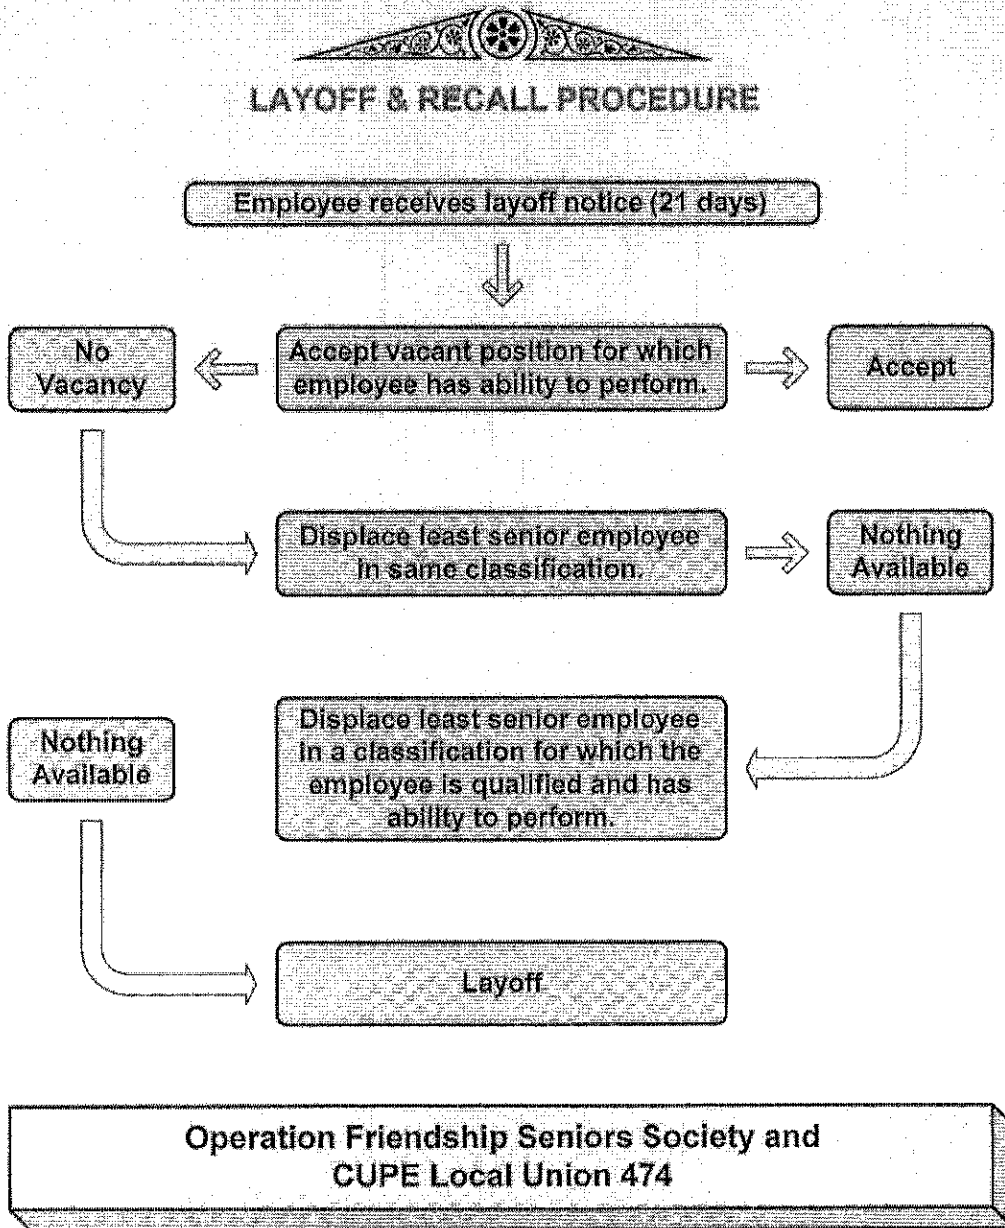 LAYOFF & RECALL PROCEDURE
Employee receives layoff notice (21 days)
No
Vacancy
Accept vacant position for which
employee has ability to perform.
Accept
Displace least senior employee
in same classification.
Nothing
Available
Nothing
Available
Displace least senior employee
in a classification for which the
employee is qualified and has
ability to perform.
Layoff
Operation Friendship Seniors Society and
CUPE Local Union 474